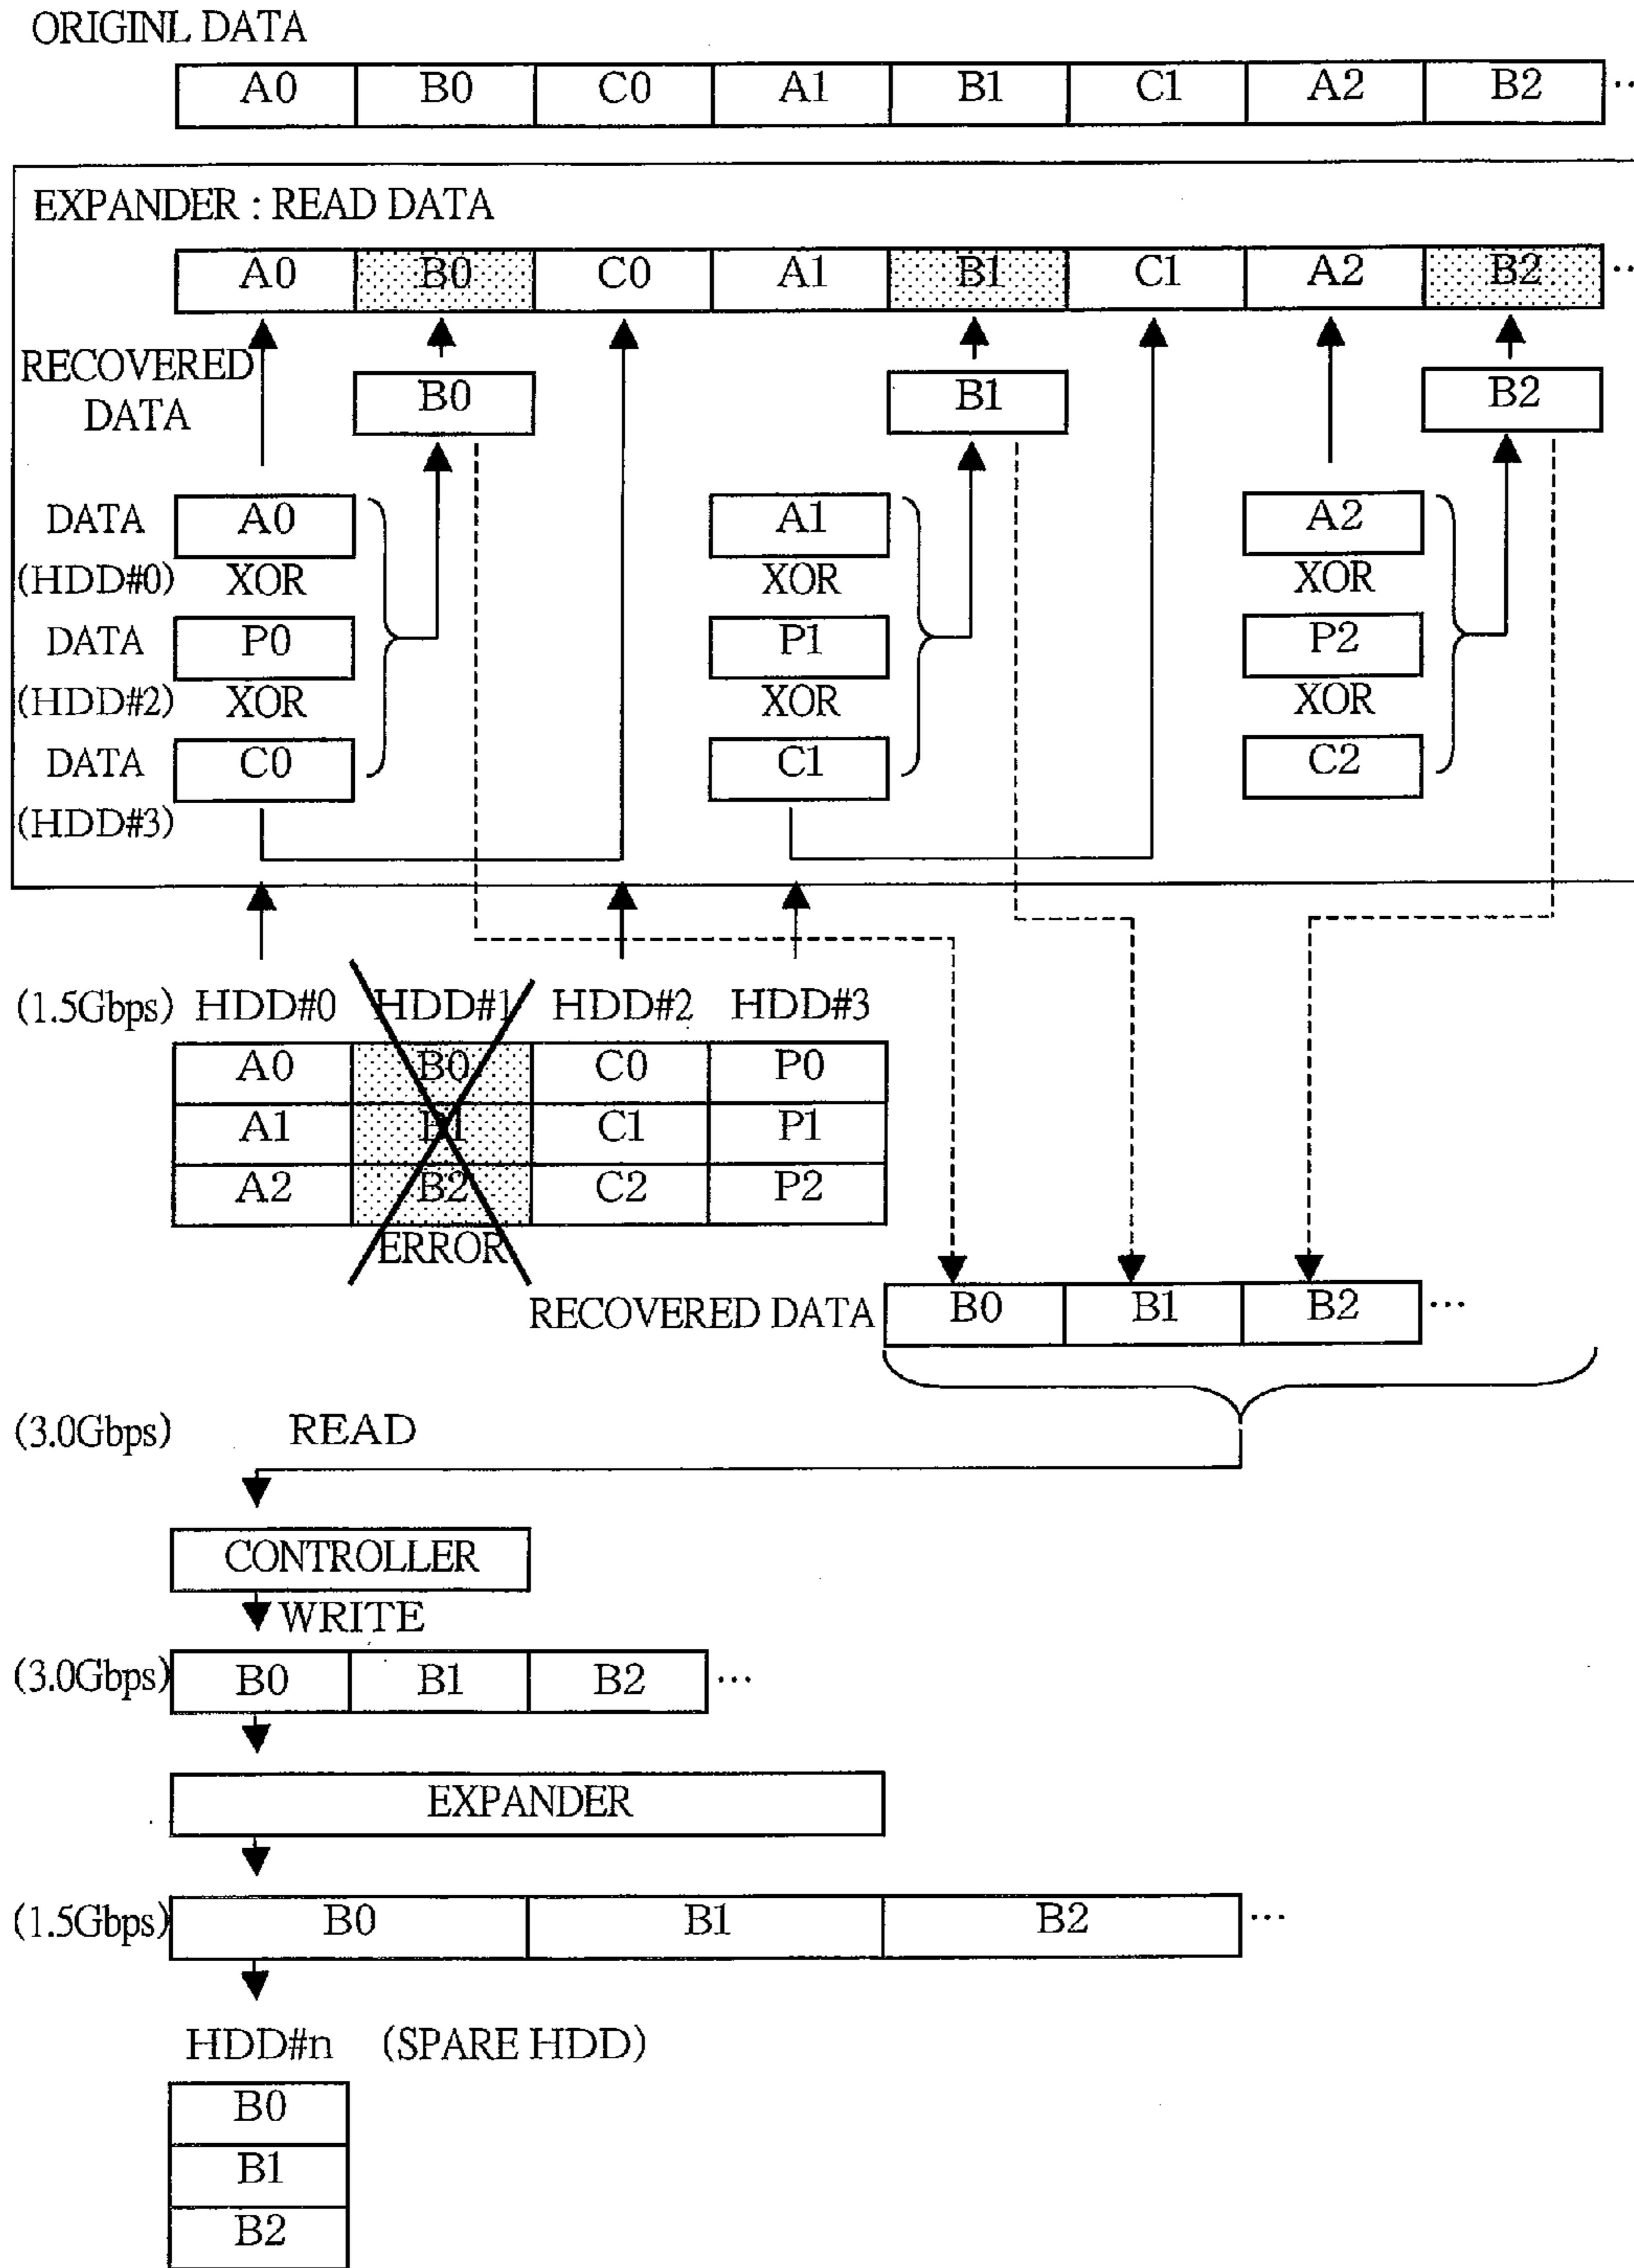 ORIGINL DATA
A0 B0 C0 A1 B1 C1 A2 B2 ...
EXPANDER : READ DATA
A0 B0 C0 A1 B1 C1 A2 B2 ...
RECOVERED
DATA
B0 B1 B2
DATA A0 A1 A2
(HDD#0) XOR XOR XOR
DATA P0 P1 P2
(HDD#2) XOR XOR XOR
DATA C0 C1 C2
(HDD#3)
(1.5Gbps) HDD#0 HDD#1 HDD#2 HDD#3
A0 B0 C0 P0
A1 B1 C1 P1
A2 B2 C2 P2
ERROR
RECOVERED DATA B0 B1 B2 ...
(3.0Gbps) READ
CONTROLLER
WRITE
(3.0Gbps) B0 B1 B2 ...
EXPANDER
(1.5Gbps) B0 B1 B2 ...
HDD#n (SPARE HDD)
B0
B1
B2